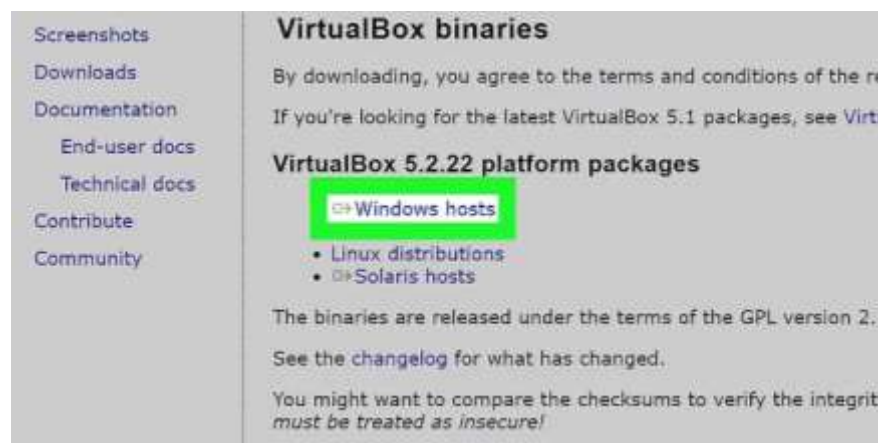 Screenshots
Downloads
Documentation
End-user docs
Technical docs
Contribute
Community
VirtualBox binaries
By downloading, you agree to the terms and conditions of the
If you're looking for the latest VirtualBox 5.1 packages, see
VirtualBox 5.2.22 platform packages
Windows hosts
• Linux distributions
• Solaris hosts
The binaries are released under the terms of the GPL version 2.
See the changelog for what has changed.
You might want to compare the checksums to verify the
must be treated as insecure!